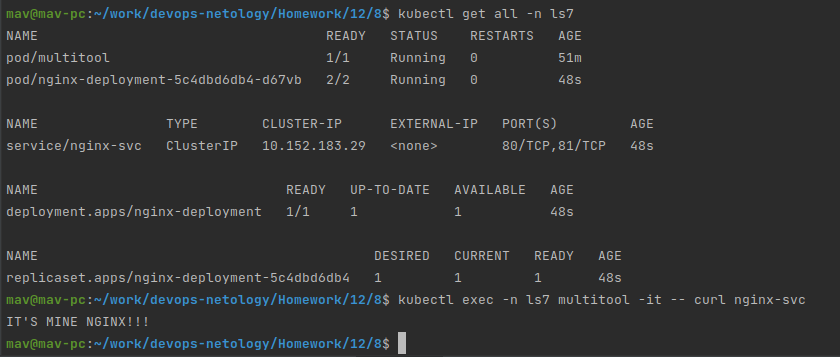 mav@mav-pc:~/work/devops-netology/Homework/12/8$ kubectl get all -n ls7
NAME                                    READY   STATUS    RESTARTS   AGE
pod/multitool                           1/1     Running   0          51m
pod/nginx-deployment-5c4dbd6db4-d67vb   2/2     Running   0          48s

NAME                TYPE        CLUSTER-IP      EXTERNAL-IP   PORT(S)         AGE
service/nginx-svc   ClusterIP   10.152.183.29   <none>        80/TCP,81/TCP   48s

NAME                               READY   UP-TO-DATE   AVAILABLE   AGE
deployment.apps/nginx-deployment   1/1     1            1           48s

NAME                                          DESIRED   CURRENT   READY   AGE
replicaset.apps/nginx-deployment-5c4dbd6db4   1         1         1       48s
mav@mav-pc:~/work/devops-netology/Homework/12/8$ kubectl exec -n ls7 multitool -it -- curl nginx-svc
IT'S MINE NGINX!!!
mav@mav-pc:~/work/devops-netology/Homework/12/8$